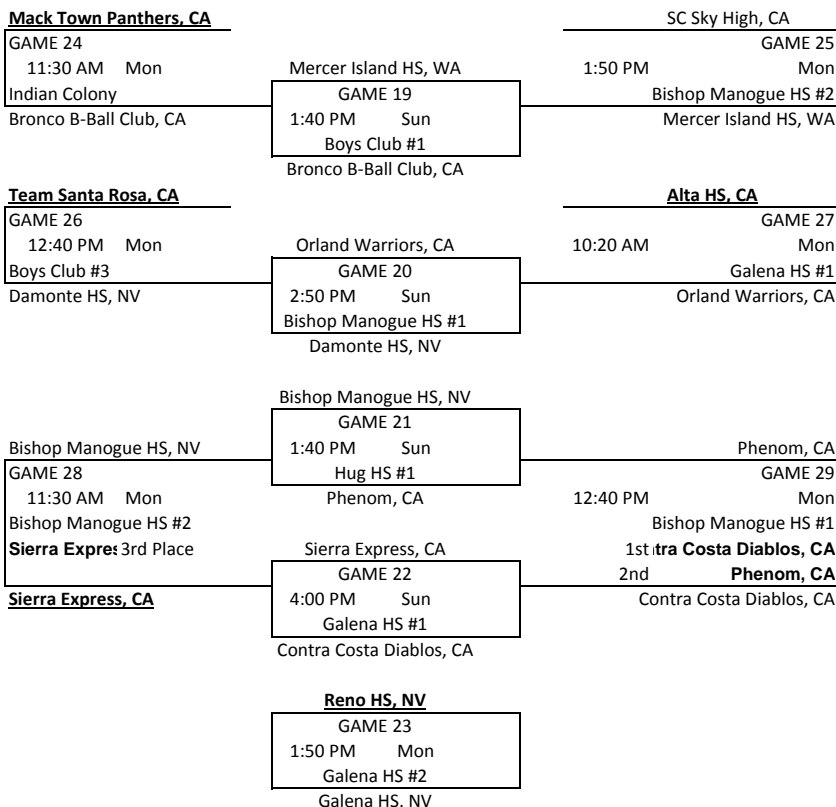 Mack Town Panthers, CA SC Sky High, CA
GAME 24 GAME 25
11:30 AM Mon Mercer Island HS, WA 1:50 PM Mon
Indian Colony GAME 19 Bishop Manogue HS #2
Bronco B-Ball Club, CA 1:40 PM Sun Mercer Island HS, WA
Boys Club #1
Bronco B-Ball Club, CA
Team Santa Rosa, CA Alta HS, CA
GAME 26 GAME 27
12:40 PM Mon Orland Warriors, CA 10:20 AM Mon
Boys Club #3 GAME 20 Galena HS #1
Damonte HS, NV 2:50 PM Sun Orland Warriors, CA
Bishop Manogue HS #1
Damonte HS, NV
Bishop Manogue HS, NV
GAME 21
Bishop Manogue HS, NV 1:40 PM Sun Phenom, CA
GAME 28 Hug HS #1 GAME 29
11:30 AM Mon Phenom, CA 12:40 PM Mon
Bishop Manogue HS #2 Bishop Manogue HS #1
Sierra Expres 3rd Place Sierra Express, CA 1st tra Costa Diablos, CA
GAME 22 2nd Phenom, CA
Sierra Express, CA 4:00 PM Sun Contra Costa Diablos, CA
Galena HS #1
Contra Costa Diablos, CA
Reno HS, NV
GAME 23
1:50 PM Mon
Galena HS #2
Galena HS, NV